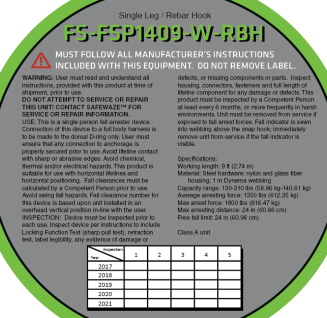 Single Leg / Rebar Hook
FS-FSP1409-W-RBH
MUST FOLLOW ALL MANUFACTURER'S INSTRUCTIONS
INCLUDED WITH THIS EQUIPMENT. DO NOT REMOVE LABEL.
WARNING: User must read and understand all
instructions, provided with this product at time of
shipment, prior to use.
DO NOT ATTEMPT TO SERVICE OR REPAIR
THIS UNIT! CONTACT SAFEWAZE™ FOR
SERVICE OR REPAIR INFORMATION.
USE: This is a single person fall arrester device.
Connection of this device to a full body harness is
to be made to the dorsal D-ring only. User must
ensure that any connection to anchorage is
properly secured prior to use. Avoid lifeline contact
with sharp or abrasive edges. Avoid chemical,
thermal and/or electrical hazards. This product is
suitable for use with horizontal lifelines and
horizontal positioning. Fall clearances must be
calculated by a Competent Person prior to use.
Avoid swing fall hazards. Fall clearance number for
this device is based upon unit installed in an
overhead vertical position in-line with the user.
INSPECTION: Device must be inspected prior to
each use. Inspect device per instructions to include
Locking Function Test (sharp pull test), retraction
test, label legibility, any evidence of damage or
defects, or missing components or parts. Inspect
housing, connectors, fasteners and full length of
lifeline component for any damage or defects. This
product must be inspected by a Competent Person
at least every 6 months, or more frequently in harsh
environments. Unit must be removed from service if
exposed to fall arrest forces. Fall indicator is sewn
into webbing above the snap hook; immediately
remove unit from service if the fall indicator is
visable.
Specifications:
Working length: 9 ft (2.74 m)
Material: Steel hardware; nylon and glass fiber
housing; 1 in Dyneema webbing
Capacity range: 130-310 lbs (58.96 kg-140.61 kg)
Average arresting force: 1350 lbs (612.35 kg)
Max arrest force: 1800 lbs (816.47 kg)
Max arresting distance: 24 in (60.96 cm)
Free fall limit: 24 in (60.96 cm)
Class A unit
Inspection 1 2 3 4 5
Year
2017
2018
2019
2020
2021